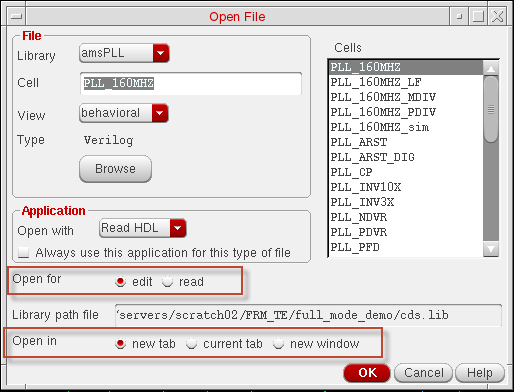 Open File
File
Library amsPLL
Cell PLL_160MHZ
View behavioral
Type Verilog
Browse
Cells
PLL_160MHZ
PLL_160MHZ_LF
PLL_160MHZ_MDIV
PLL_160MHZ_PDIV
PLL_160MHZ_sim
PLL_ARST
PLL_ARST_DIG
PLL_CP
PLL_INV10X
PLL_INV3X
PLL_NDVR
PLL_PDVR
PLL_PFD
Application
Open with Read HDL
Always use this application for this type of file
Open for edit read
Library path file servers/scratch02/FRM_TE/full_mode_demo/cds.lib
Open in new tab current tab new window
OK Cancel Help